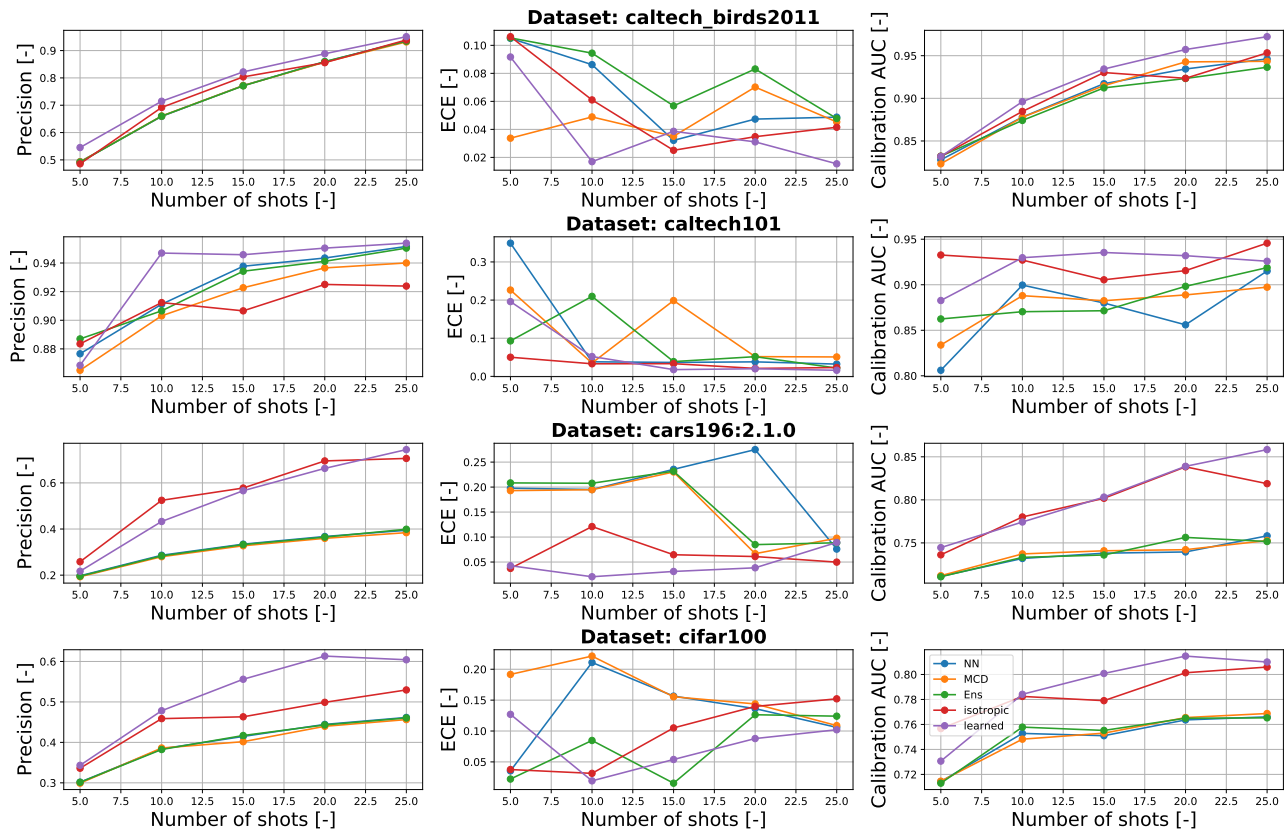 Dataset: caltech_birds2011
Precision [-]
0.9
0.8
0.7
0.6
0.5
5.0 7.5 10.0 12.5 15.0 17.5 20.0 22.5 25.0
Number of shots [-]
ECE [-]
0.10
0.08
0.06
0.04
0.02
5.0 7.5 10.0 12.5 15.0 17.5 20.0 22.5 25.0
Number of shots [-]
Calibration AUC [-]
0.95
0.90
0.85
5.0 7.5 10.0 12.5 15.0 17.5 20.0 22.5 25.0
Number of shots [-]
Dataset: caltech101
Precision [-]
0.94
0.92
0.90
0.88
5.0 7.5 10.0 12.5 15.0 17.5 20.0 22.5 25.0
Number of shots [-]
ECE [-]
0.3
0.2
0.1
0.0
5.0 7.5 10.0 12.5 15.0 17.5 20.0 22.5 25.0
Number of shots [-]
Calibration AUC [-]
0.95
0.90
0.85
0.80
5.0 7.5 10.0 12.5 15.0 17.5 20.0 22.5 25.0
Number of shots [-]
Dataset: cars196:2.1.0
Precision [-]
0.6
0.4
0.2
5.0 7.5 10.0 12.5 15.0 17.5 20.0 22.5 25.0
Number of shots [-]
ECE [-]
0.25
0.20
0.15
0.10
0.05
5.0 7.5 10.0 12.5 15.0 17.5 20.0 22.5 25.0
Number of shots [-]
Calibration AUC [-]
0.85
0.80
0.75
5.0 7.5 10.0 12.5 15.0 17.5 20.0 22.5 25.0
Number of shots [-]
Dataset: cifar100
Precision [-]
0.6
0.5
0.4
0.3
5.0 7.5 10.0 12.5 15.0 17.5 20.0 22.5 25.0
Number of shots [-]
ECE [-]
0.20
0.15
0.10
0.05
5.0 7.5 10.0 12.5 15.0 17.5 20.0 22.5 25.0
Number of shots [-]
Calibration AUC [-]
0.80
0.78
0.76
0.74
0.72
NN
MCD
Ens
isotropic
learned
5.0 7.5 10.0 12.5 15.0 17.5 20.0 22.5 25.0
Number of shots [-]